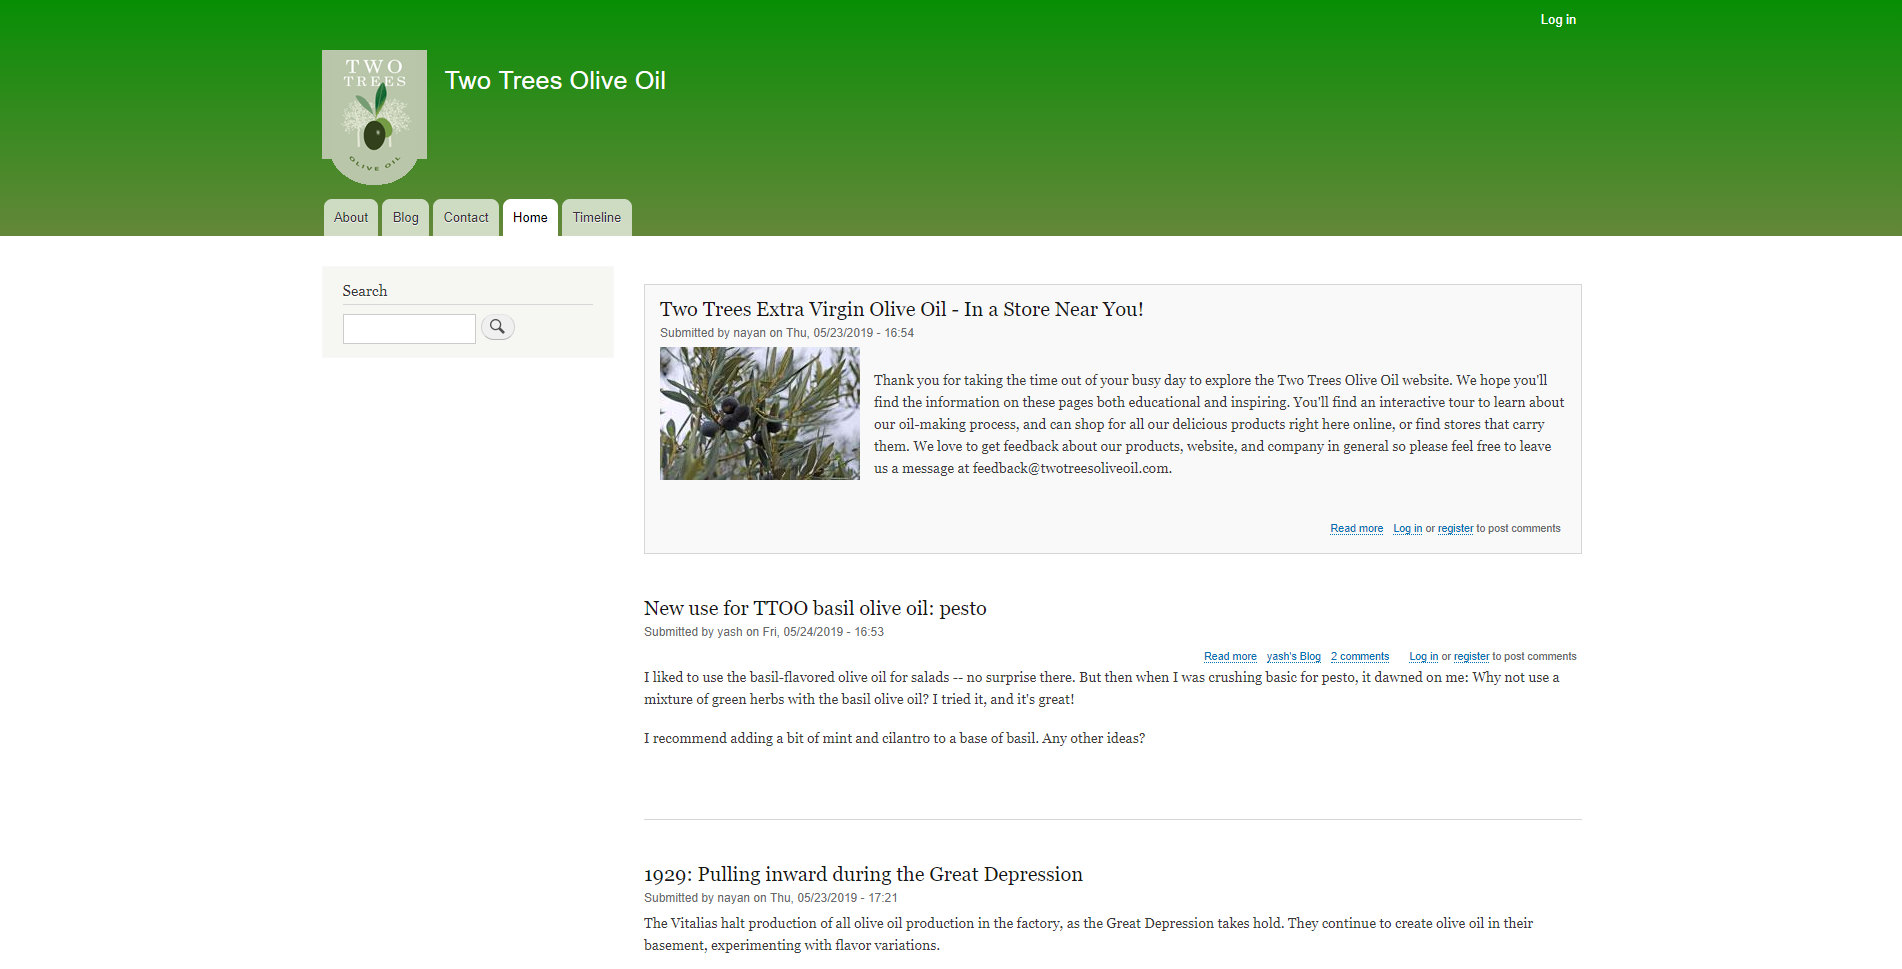 Log in
TWO
TREES
OLIVE OIL
Two Trees Olive Oil
About Blog Contact Home Timeline
Search
Two Trees Extra Virgin Olive Oil - In a Store Near You!
Submitted by nayan on Thu, 05/23/2019 - 16:54
Thank you for taking the time out of your busy day to explore the Two Trees Olive Oil website. We hope you'll
find the information on these pages both educational and inspiring. You'll find an interactive tour to learn about
our oil-making process, and can shop for all our delicious products right here online, or find stores that carry
them. We love to get feedback about our products, website, and company in general so please feel free to leave
us a message at feedback@twotreesoliveoil.com.
Read more Log in or register to post comments
New use for TTOO basil olive oil: pesto
Submitted by yash on Fri, 05/24/2019 - 16:53
Read more yash's Blog 2 comments Log in or register to post comments
I liked to use the basil-flavored olive oil for salads -- no surprise there. But then when I was crushing basic for pesto, it dawned on me: Why not use a
mixture of green herbs with the basil olive oil? I tried it, and it's great!
I recommend adding a bit of mint and cilantro to a base of basil. Any other ideas?
1929: Pulling inward during the Great Depression
Submitted by nayan on Thu, 05/23/2019 - 17:21
The Vitalias halt production of all olive oil production in the factory, as the Great Depression takes hold. They continue to create olive oil in their
basement, experimenting with flavor variations.